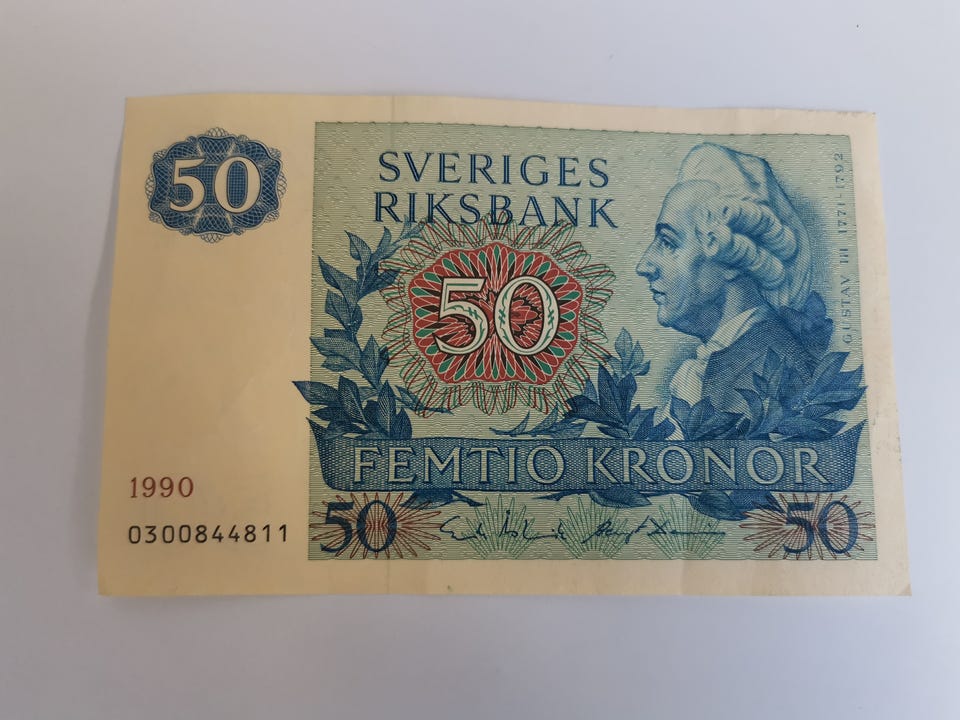 50
SVERIGES
RIKSBANK
50
GUSTAV III 1771-1792
FEMTIO KRONOR
1990
0300844811
50
50